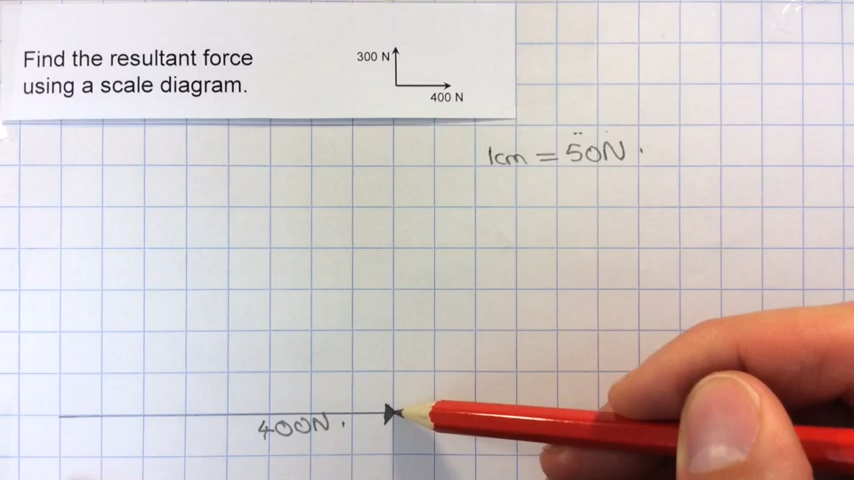 Find the resultant force
using a scale diagram.
300 N
400 N
1cm = 50N.
400N.